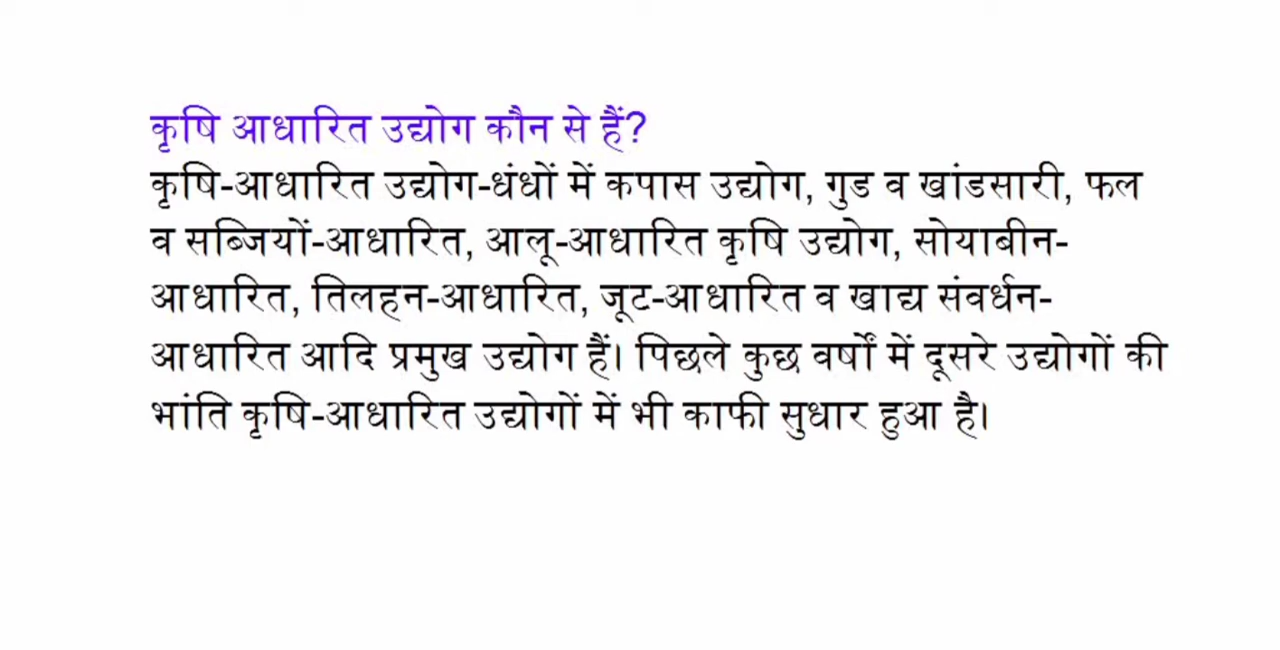 कृषि आधारित उद्योग कौन से हैं?
कृषि-आधारित उद्योग-धंधों में कपास उद्योग, गुड व खांडसारी, फल
व सब्जियों-आधारित, आलू-आधारित कृषि उद्योग, सोयाबीन-
आधारित, तिलहन-आधारित, जूट-आधारित व खाद्य संवर्धन-
आधारित आदि प्रमुख उद्योग हैं। पिछले कुछ वर्षों में दूसरे उद्योगों की
भांति कृषि-आधारित उद्योगों में भी काफी सुधार हुआ है।